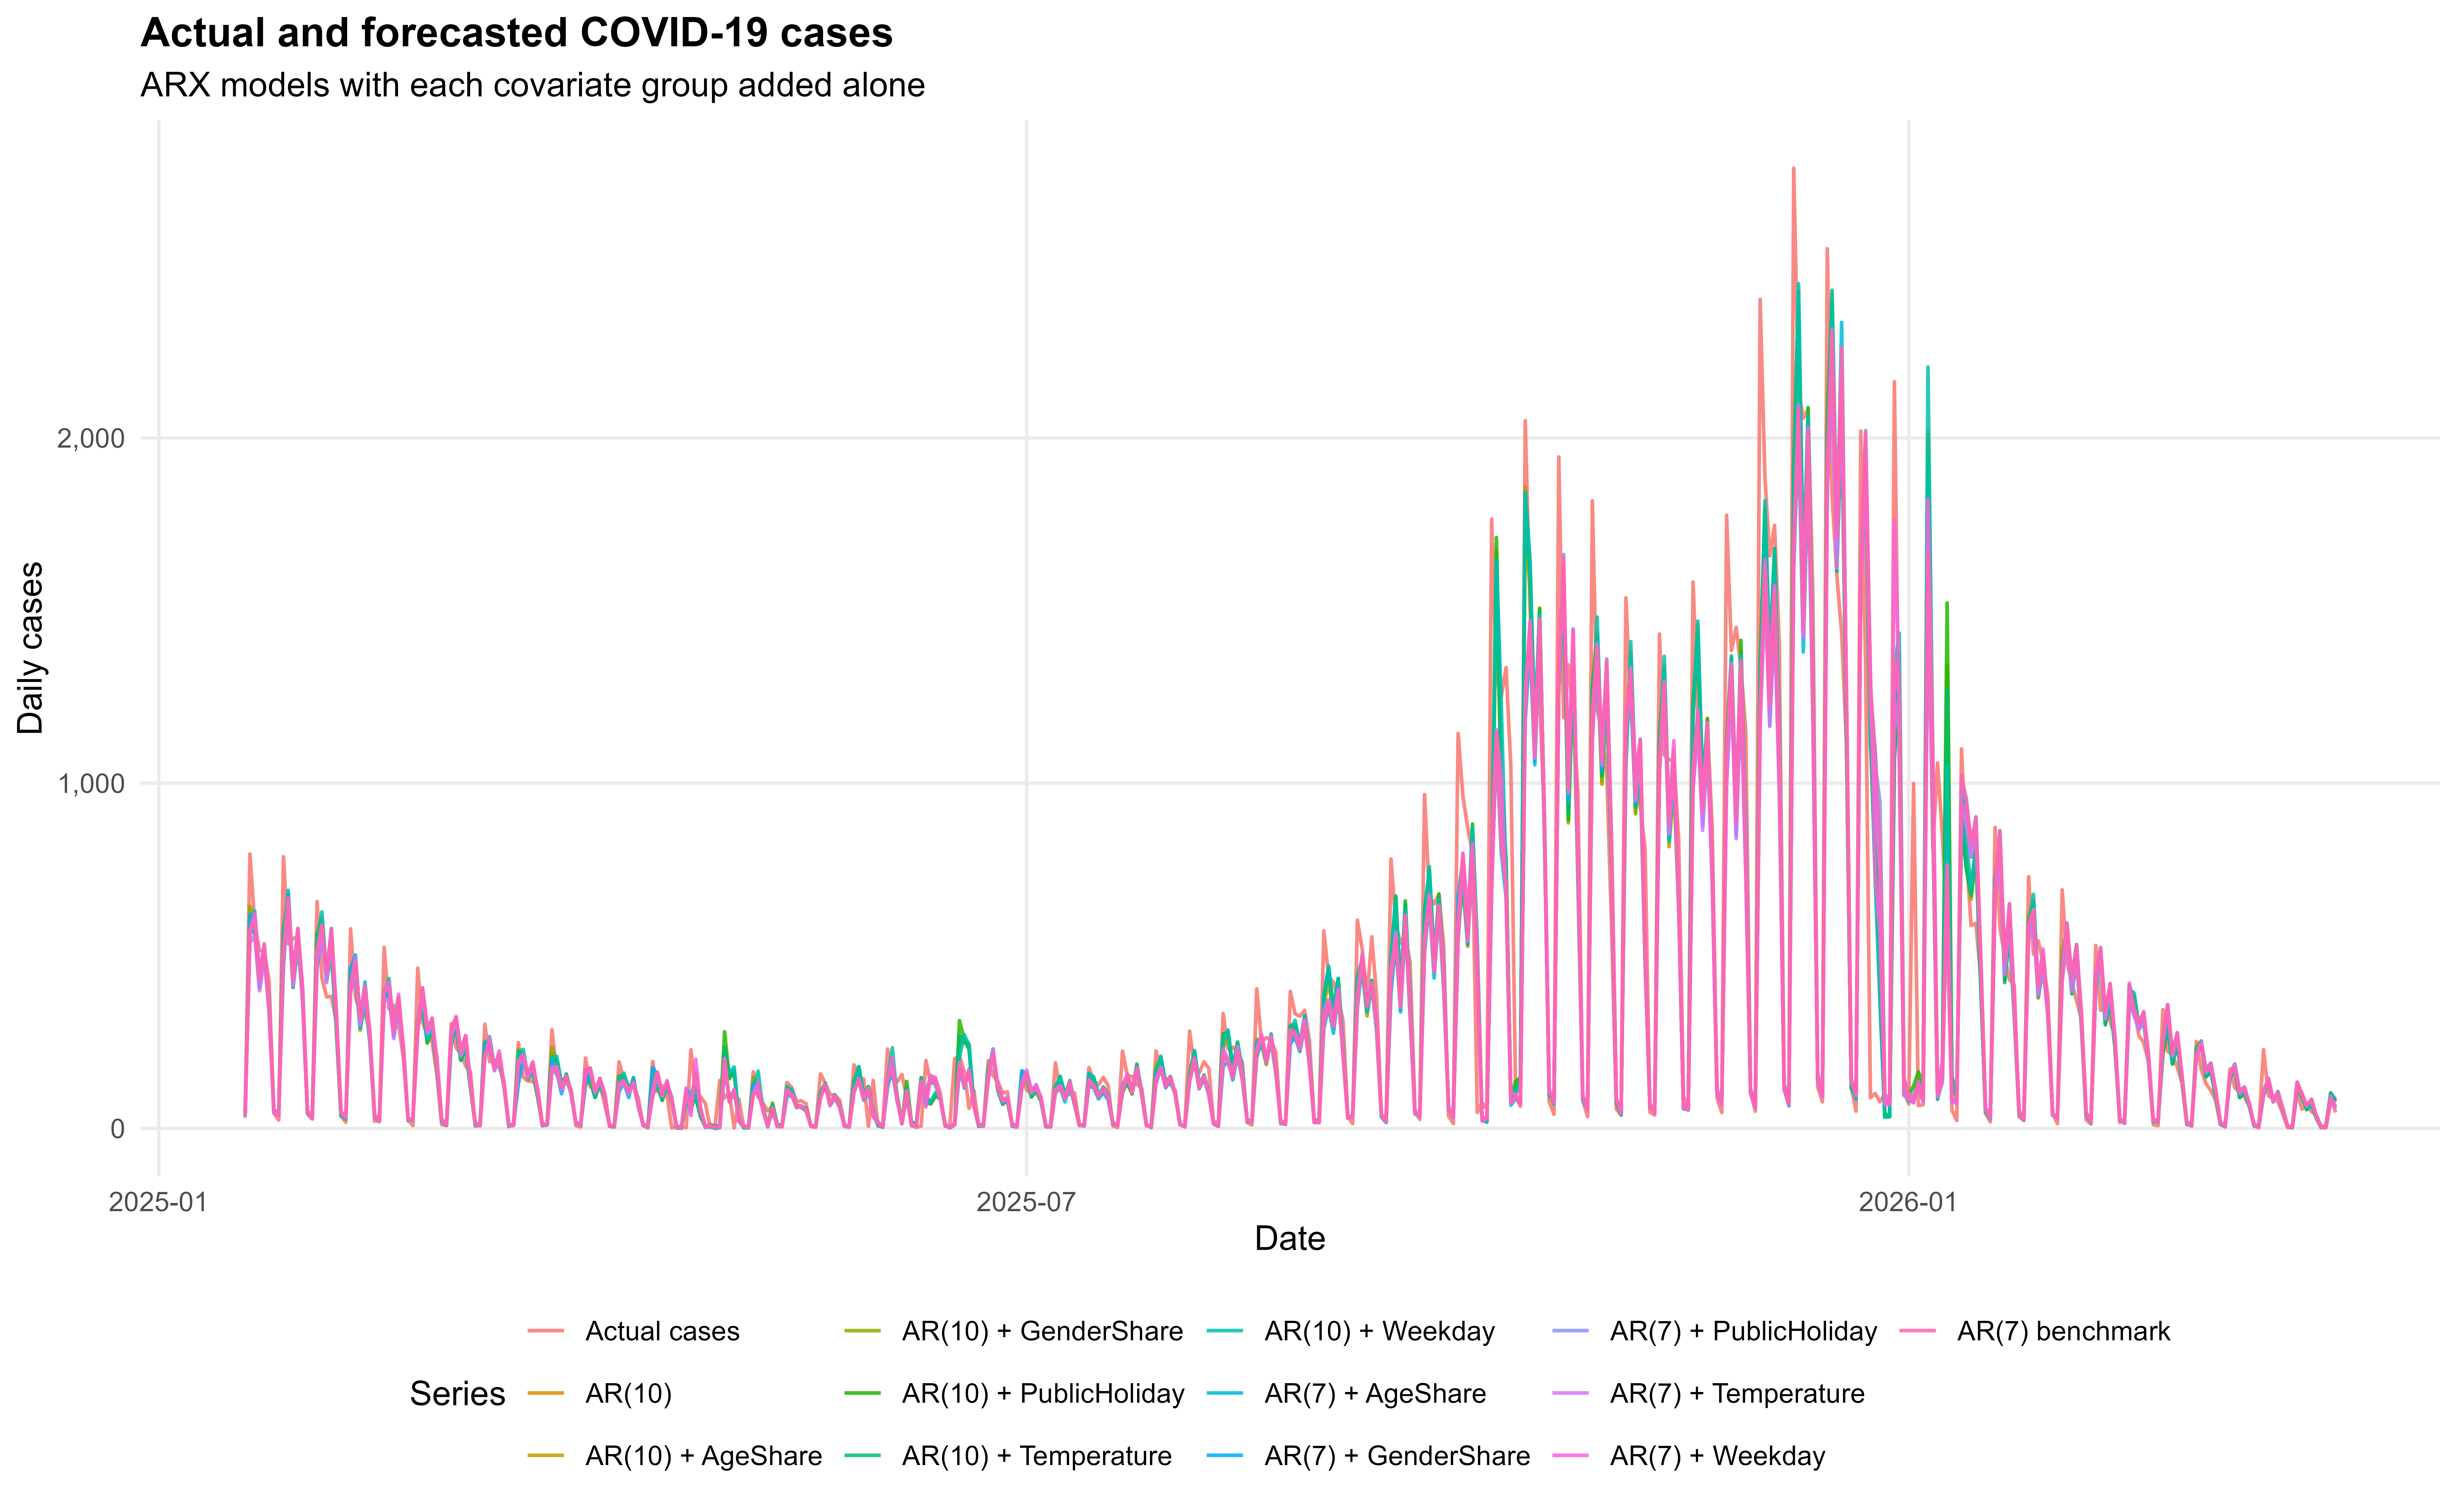 Actual and forecasted COVID-19 cases
ARX models with each covariate group added alone
Daily cases
2,000
1,000
0
2025-01
2025-07
2026-01
Date
Series
Actual cases
AR(10)
AR(10) + AgeShare
AR(10) + GenderShare
AR(10) + PublicHoliday
AR(10) + Temperature
AR(10) + Weekday
AR(7) + AgeShare
AR(7) + GenderShare
AR(7) + PublicHoliday
AR(7) + Temperature
AR(7) + Weekday
AR(7) benchmark